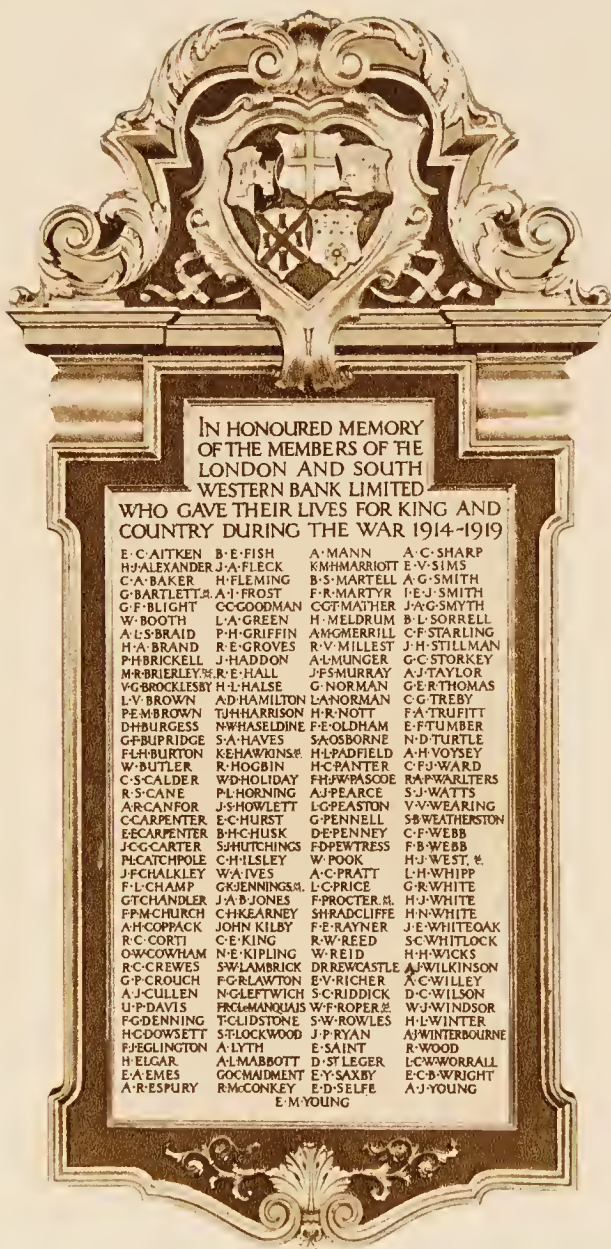 IN HONOURED MEMORY
OF THE MEMBERS OF THE
LONDON AND SOUTH
WESTERN BANK LIMITED
WHO GAVE THEIR LIVES FOR KING AND
COUNTRY DURING THE WAR 1914-1919
E·C·AITKEN B·E·FISH A·MANN A·C·SHARP
H·J·ALEXANDER J·A·FLECK K·M·H·MARRIOTT E·V·SIMS
C·A·BAKER H·FLEMING B·S·MARTELL A·G·SMITH
G·BARTLETT A·I·FROST F·R·MARTYR I·E·J·SMITH
G·F·BLIGHT C·C·GOODMAN C·G·T·MATHER J·A·G·SMYTH
W·BOOTH L·A·GREEN H·MELDRUM B·L·SORRELL
A·L·S·BRAID P·H·GRIFFIN A·M·G·MERRILL C·F·STARLING
H·A·BRAND R·E·GROVES R·V·MILLEST J·H·STILLMAN
P·H·BRICKELL J·HADDON A·L·MUNGER G·C·STORKEY
M·R·BRIERLEY R·E·HALL J·F·S·MURRAY A·J·TAYLOR
V·G·BROCKLESBY H·L·HALSE G·NORMAN G·E·R·THOMAS
L·V·BROWN A·D·HAMILTON L·A·NORMAN C·G·TREBY
P·E·M·BROWN T·J·H·HARRISON H·R·NOTT F·A·TRUFITT
D·H·BURGESS N·W·HASELDINE F·E·OLDHAM E·F·TUMBER
G·F·BUPRIDGE S·A·HAVES S·A·OSBORNE N·D·TURTLE
F·L·H·BURTON K·E·HAWKINS H·L·PADFIELD A·H·VOYSEY
W·BUTLER R·HOGBIN H·C·PANTER C·F·J·WARD
C·S·CALDER W·D·HOLIDAY F·H·J·W·PASCOE R·A·P·WARLTERS
R·S·CANE P·L·HORNING A·J·PEARCE S·J·WATTS
A·R·CANFOR J·S·HOWLETT L·G·PEASTON V·V·WEARING
C·CARPENTER E·C·HURST G·PENNELL S·B·WEATHERSTON
E·E·CARPENTER B·H·C·HUSK D·E·PENNEY C·F·WEBB
J·C·G·CARTER S·J·HUTCHINGS F·D·PEWTRESS F·B·WEBB
P·L·CATCHPOLE C·H·ILSLEY W·POOK H·J·WEST
J·F·CHALKLEY W·A·IVES A·C·PRATT L·H·WHIPP
F·L·CHAMP G·K·JENNINGS L·C·PRICE G·R·WHITE
G·T·CHANDLER J·A·B·JONES F·PROCTER H·J·WHITE
F·P·M·CHURCH C·H·KEARNEY S·H·RADCLIFFE H·N·WHITE
A·H·COPPACK JOHN KILBY F·E·RAYNER J·E·WHITEOAK
R·C·CORTI C·E·KING R·W·REED S·C·WHITLOCK
O·W·COWHAM N·E·KIPLING W·REID H·H·WICKS
R·C·CREWES S·W·LAMBRICK D·R·REWCASTLE A·J·WILKINSON
G·P·CROUCH F·G·R·LAWTON E·V·RICHER A·C·WILLEY
A·J·CULLEN N·G·LEFTWICH S·C·RIDDICK D·C·WILSON
U·P·DAVIS F·R·C·LeMANQUAIS W·F·ROPER W·J·WINDSOR
F·G·DENNING T·C·LIDSTONE S·W·ROWLES H·L·WINTER
H·G·DOWSETT S·T·LOCKWOOD J·P·RYAN A·J·WINTERBOURNE
F·J·EGLINGTON A·LYTH E·SAINT R·WOOD
H·ELGAR A·L·MABBOTT D·ST LEGER L·C·W·WORRALL
E·A·EMES G·O·C·MAIDMENT E·Y·SAXBY E·C·B·WRIGHT
A·R·ESPURY R·McCONKEY E·D·SELFE A·J·YOUNG
E·M·YOUNG